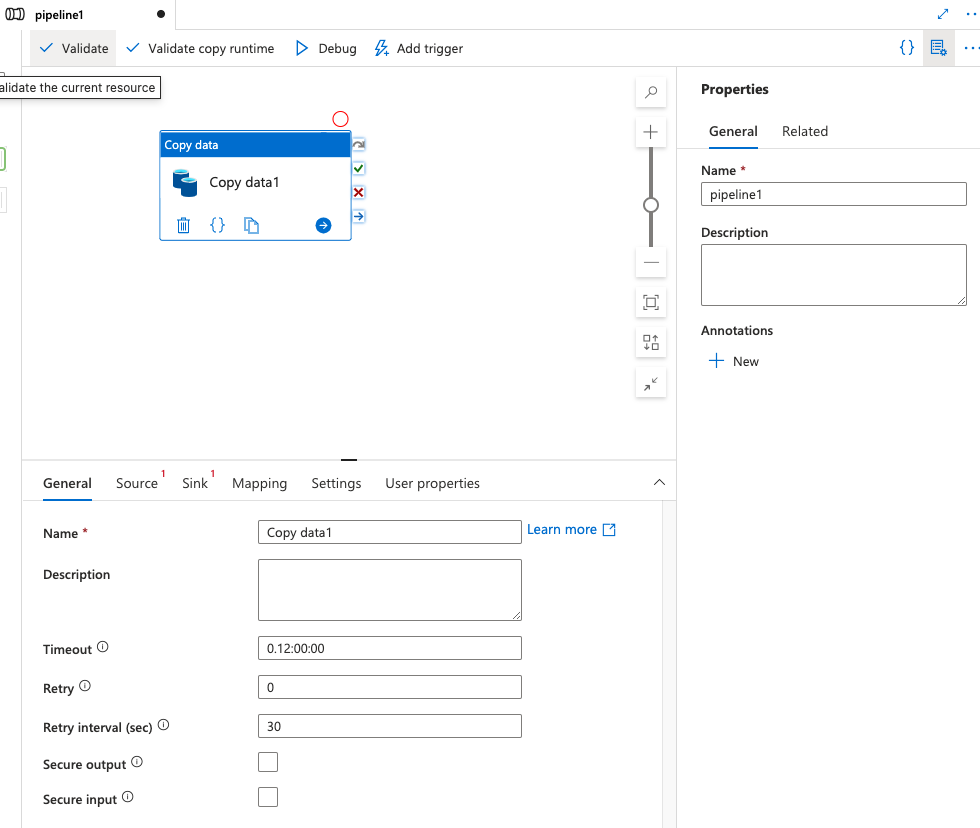 pipeline1
Validate
Validate copy runtime
Debug
Add trigger
alidate the current resource
Copy data
Copy data1
Properties
General
Related
Name *
pipeline1
Description
Annotations
New
General
Source 1
Sink 1
Mapping
Settings
User properties
Name *
Copy data1
Learn more
Description
Timeout
0.12:00:00
Retry
0
Retry interval (sec)
30
Secure output
Secure input